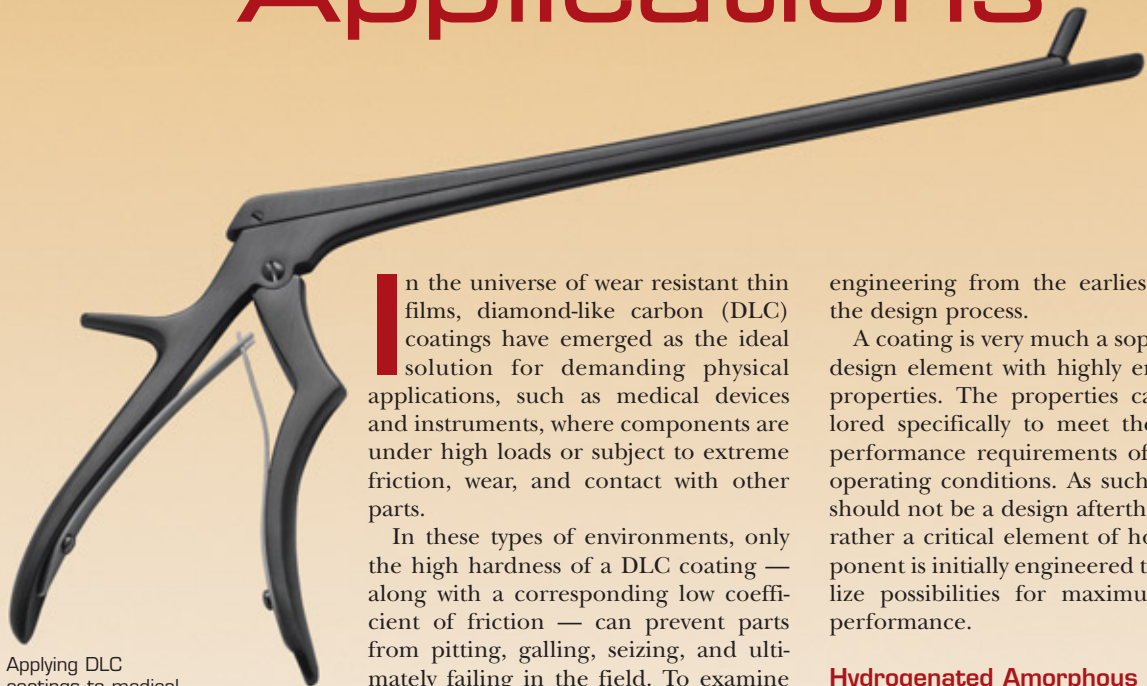 Applications
In the universe of wear resistant thin
films, diamond-like carbon (DLC)
coatings have emerged as the ideal
solution for demanding physical
applications, such as medical devices
and instruments, where components are
under high loads or subject to extreme
friction, wear, and contact with other
parts.
In these types of environments, only
the high hardness of a DLC coating —
along with a corresponding low coeffi-
cient of friction — can prevent parts
from pitting, galling, seizing, and ulti-
mately failing in the field. To examine
engineering from the earliest
the design process.
A coating is very much a sop
design element with highly en
properties. The properties ca
lored specifically to meet the
performance requirements of
operating conditions. As such
should not be a design afterth
rather a critical element of ho
ponent is initially engineered t
lize possibilities for maximu
performance.
Hydrogenated Amorphous
Applying DLC
coatings to medical